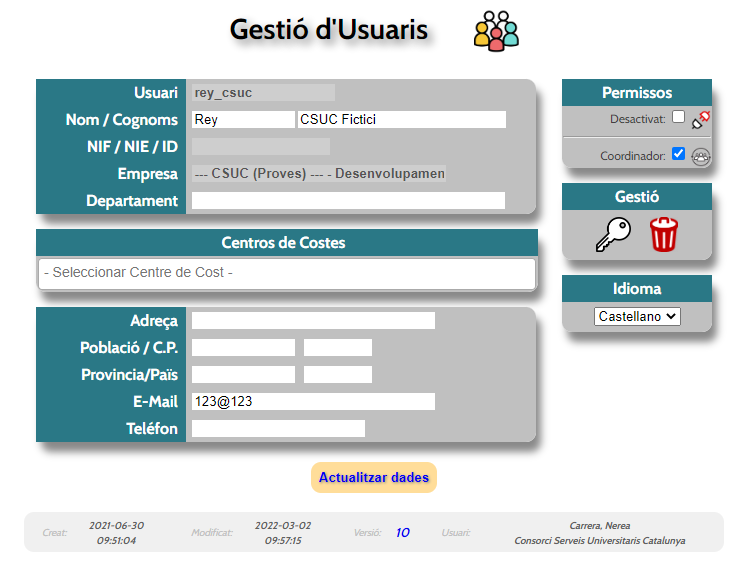 Gestió d'Usuaris
Usuari rey_csuc
Nom / Cognoms Rey CSUC Fictici
NIF / NIE / ID
Empresa --- CSUC (Proves) --- - Desenvolupamen
Departament
Centros de Costes
- Seleccionar Centre de Cost -
Adreça
Població / C.P.
Provincia/Païs
E-Mail 123@123
Teléfon
Permissos
Desactivat:
Coordinador:
Gestió
Idioma
Castellano
Actualitzar dades
Creat: 2021-06-30 09:51:04 Modificat: 2022-03-02 09:57:15 Versió: 10 Usuari: Carrera, Nerea
Consorci Serveis Universitaris Catalunya